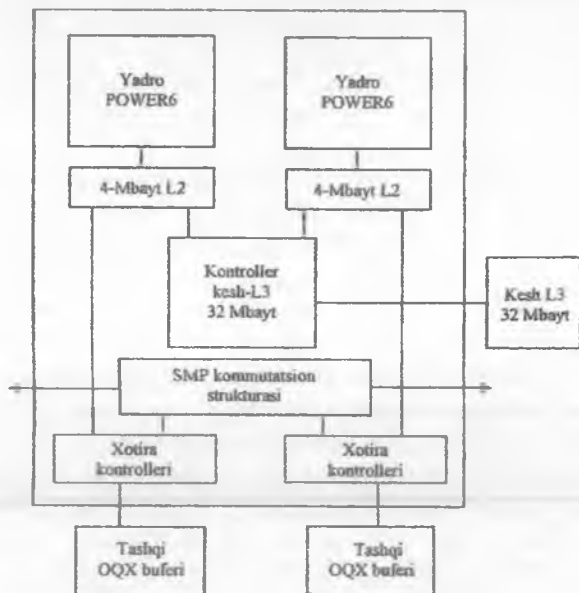 Yadro
POWER6
Yadro
POWER6
4-Mbayt L2
4-Mbayt L2
Kontroller
kesh-L3
32 Mbayt
Kesh L3
32 Mbayt
SMP kommutatsion
strukturasi
Xotira
kontrolleri
Xotira
kontrolleri
Tashqi
OQX buferi
Tashqi
OQX buferi